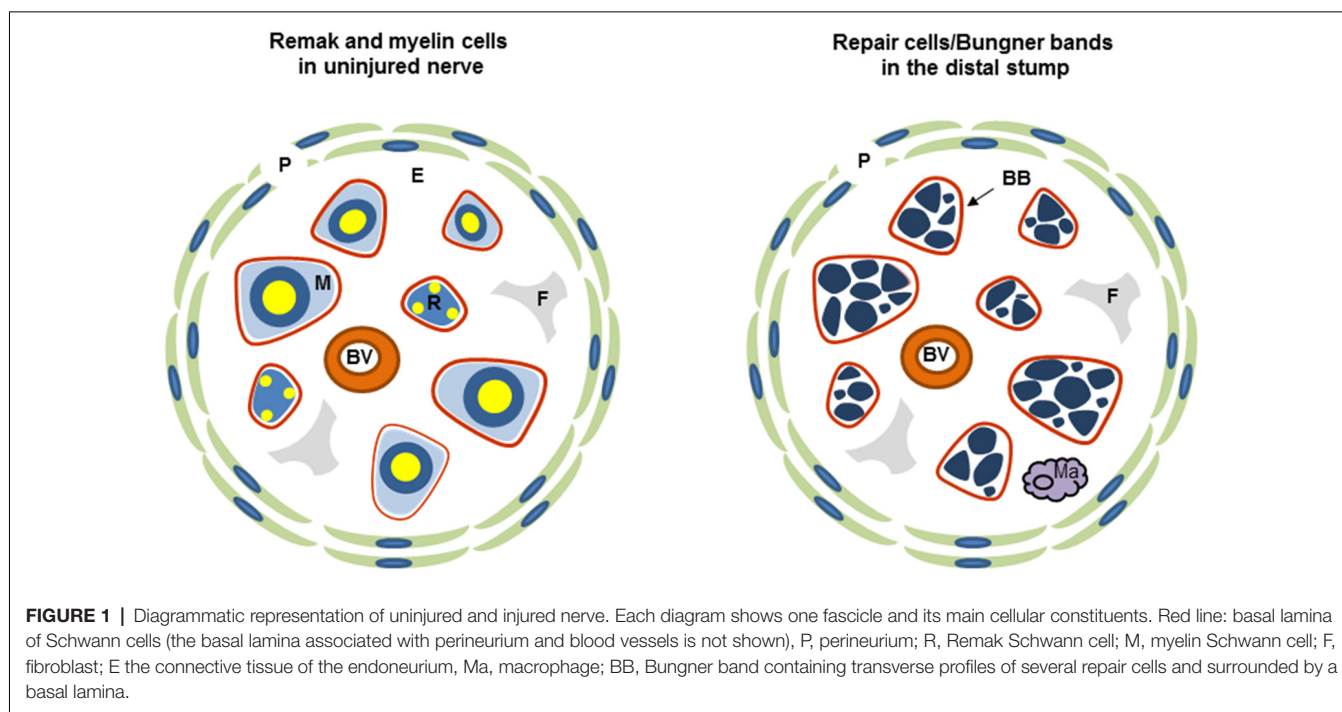 Remak and myelin cells
in uninjured nerve
Repair cells/Bungner bands
in the distal stump
P
E
M
R
F
BV
P
BB
F
BV
Ma
FIGURE 1 | Diagrammatic representation of uninjured and injured nerve. Each diagram shows one fascicle and its main cellular constituents. Red line: basal lamina
of Schwann cells (the basal lamina associated with perineurium and blood vessels is not shown), P, perineurium; R, Remak Schwann cell; M, myelin Schwann cell; F,
fibroblast; E the connective tissue of the endoneurium, Ma, macrophage; BB, Bungner band containing transverse profiles of several repair cells and surrounded by a
basal lamina.